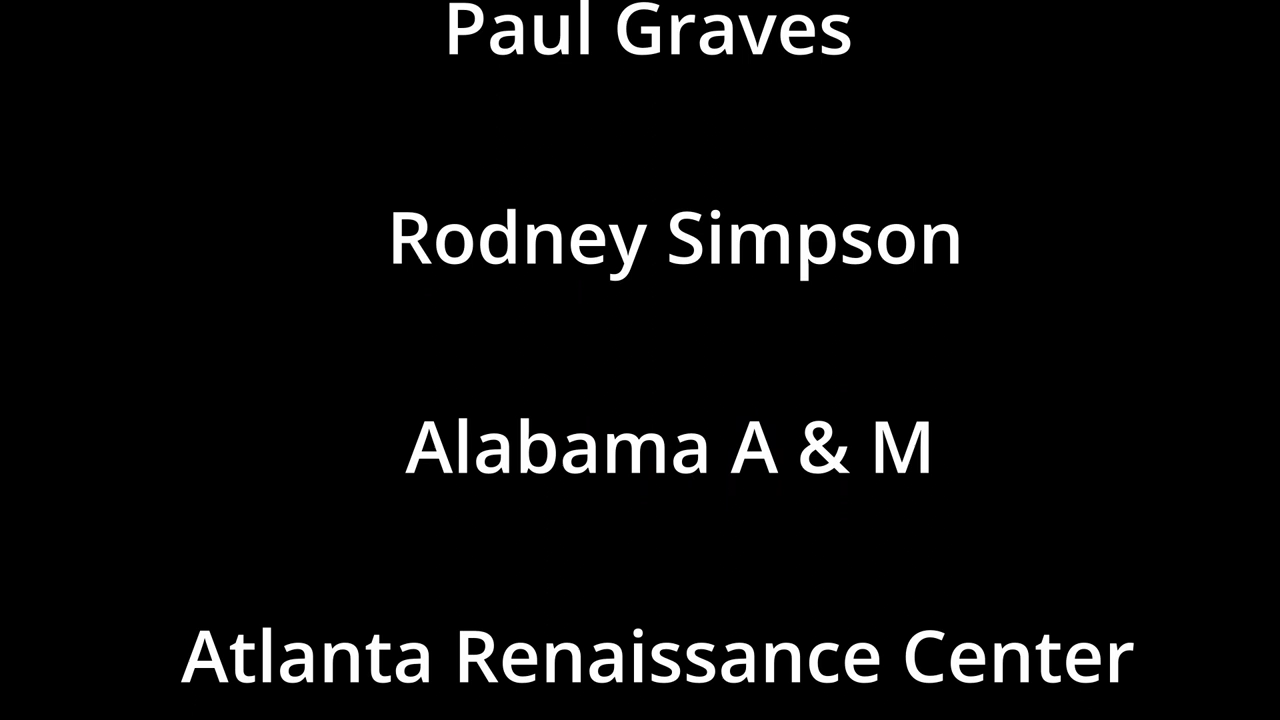 Paul Graves
Rodney Simpson
Alabama A & M
Atlanta Renaissance Center